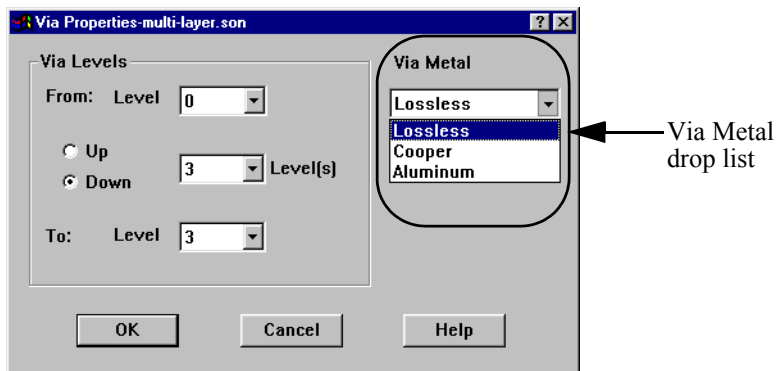 Via Properties-multi-layer.son
Via Levels
From: Level 0
Up
Down
3 Level(s)
To: Level 3
Via Metal
Lossless
Lossless
Cooper
Aluminum
Via Metal
drop list
OK Cancel Help